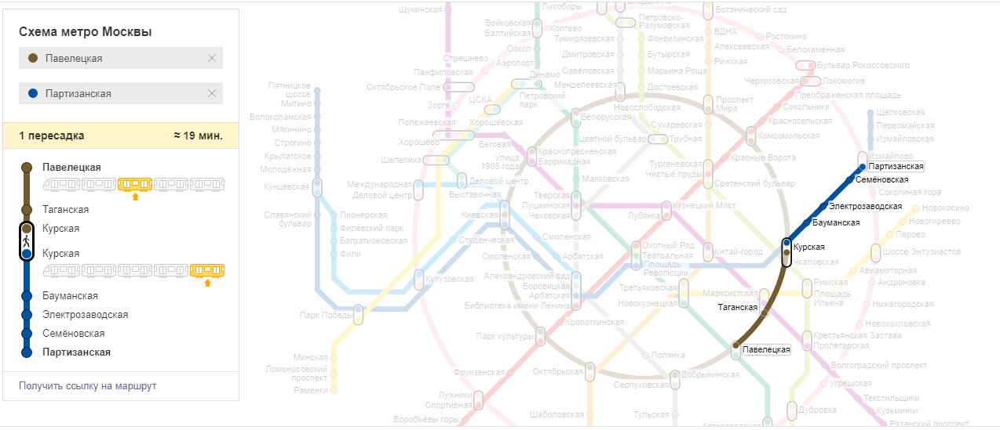 Схема метро Москвы
Павелецкая
Партизанская
1 пересадка ≈ 19 мин.
Павелецкая
Таганская
Курская
Курская
Бауманская
Электрозаводская
Семёновская
Партизанская
Получить ссылку на маршрут
Щукинская
Стрешнево
Панфиловская
Октябрьское Поле
Зорге
ЦСКА
Полежаевская
Хорошёвская
Хорошёво
Шелепиха
Беговая
Улица
1905 года
Войковская
Балтийская
Сокол
Аэропорт
Динамо
Петровский
парк
Лихоборы
Коптево
Тимирязевская
Дмитровская
Савёловская
Менделеевская
Петровско-
Разумовская
Фонвизинская
Бутырская
Марьина Роща
Достоевская
Новослободская
Ботанический сад
ВДНХ
Алексеевская
Рижская
Проспект
Мира
Ростокино
Белокаменная
Бульвар Рокоссовского
Черкизовская
Локомотив
Преображенская площадь
Сокольники
Красносельская
Комсомольская
Красные Ворота
Щёлковская
Первомайская
Измайловская
Измайлово
Партизанская
Семёновская
Соколиная гора
Электрозаводская
Бауманская
Курская
Чкаловская
Новокосино
Новогиреево
Перово
Шоссе Энтузиастов
Авиамоторная
Андроновка
Нижегородская
Новохохловская
Римская
Площадь
Ильича
Марксистская
Таганская
Павелецкая
Крестьянская Застава
Пролетарская
Волгоградский проспект
Угрешская
Текстильщики
Кузьминки
Рязанский проспект
Дубровка
Автозаводская
Пятницкое
шоссе
Митино
Волоколамская
Мякинино
Строгино
Крылатское
Молодёжная
Кунцевская
Славянский
бульвар
Пионерская
Филёвский парк
Багратионовская
Фили
Кутузовская
Студенческая
Киевская
Международная
Деловой центр
Деловой центр
Выставочная
Смоленская
Смоленская
Арбатская
Александровский сад
Боровицкая
Арбатская
Библиотека имени Ленина
Парк Победы
Минская
Ломоносовский
проспект
Раменки
Белорусская
Краснопресненская
Баррикадная
Маяковская
Тверская
Пушкинская
Чеховская
Цветной бульвар
Трубная
Сухаревская
Тургеневская
Чистые пруды
Сретенский бульвар
Кузнецкий Мост
Лубянка
Охотный Ряд
Театральная
Площадь
Революции
Китай-город
Третьяковская
Новокузнецкая
Кропоткинская
Парк культуры
Полянка
Фрунзенская
Октябрьская
Добрынинская
Серпуховская
Лужники
Спортивная
Воробьёвы горы
Шаболовская
Тульская